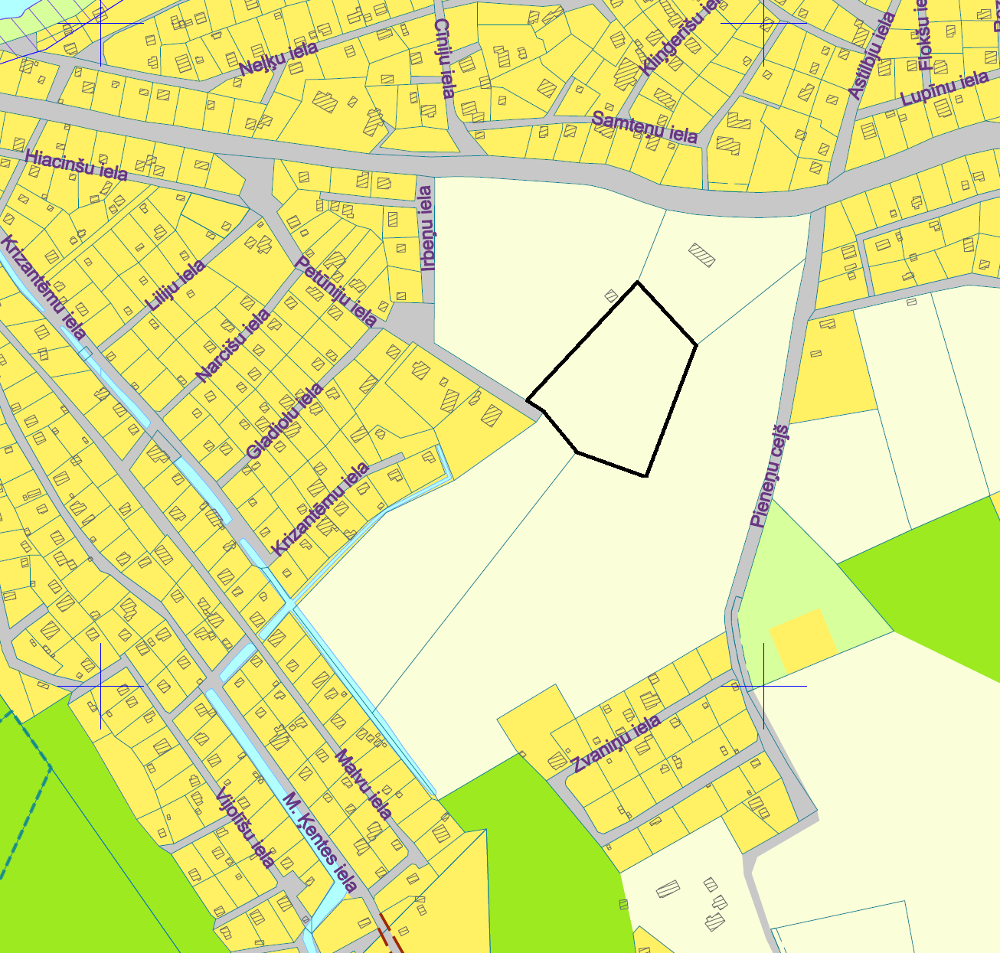 Neļķu iela
Cīniju iela
Kliņģerīšu iela
Astilbju iela
Flokšu ie
Lupīnu iela
Samteņu iela
Hiacinšu iela
Irbeņu iela
Krizantēmu iela
Liliju iela
Petūniju iela
Narcišu iela
Gladiolu iela
Krizantēmu iela
Pieneņu ceļš
Zvaniņu iela
Malvu iela
M. Ķentes iela
Vijolīšu iela